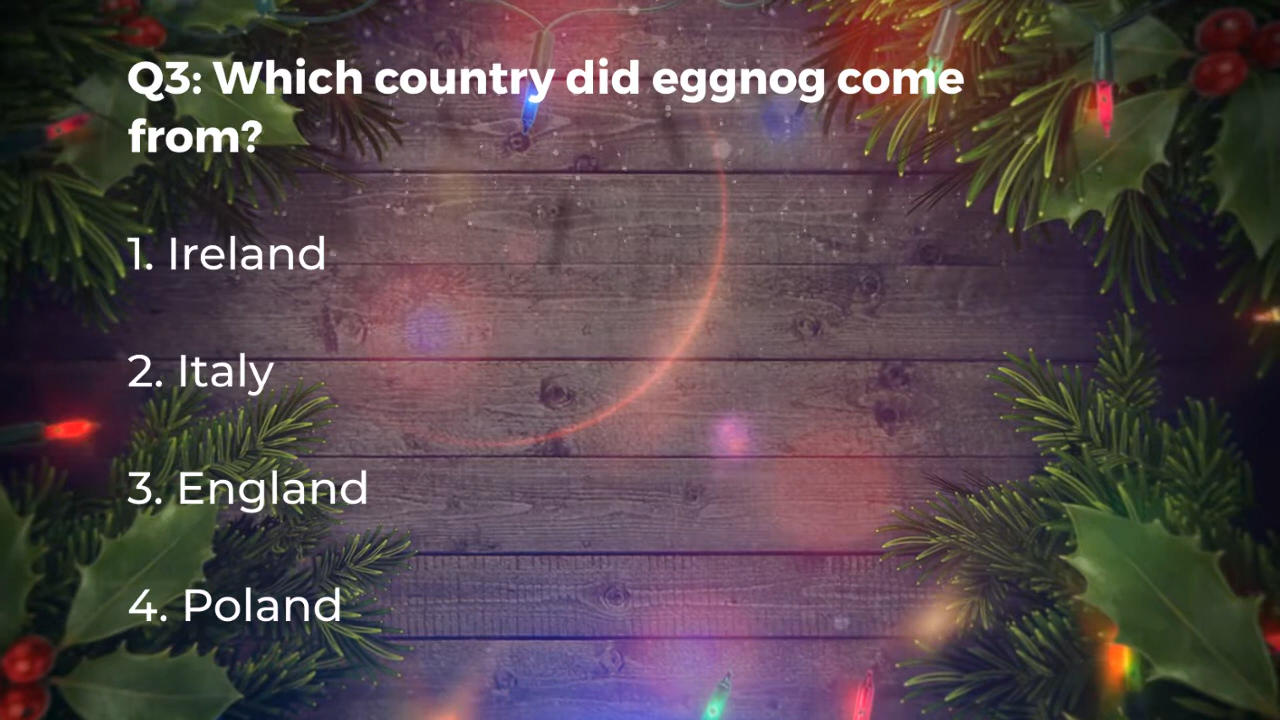 Q3: Which country did eggnog come
from?
1. Ireland
2. Italy
3. England
4. Poland